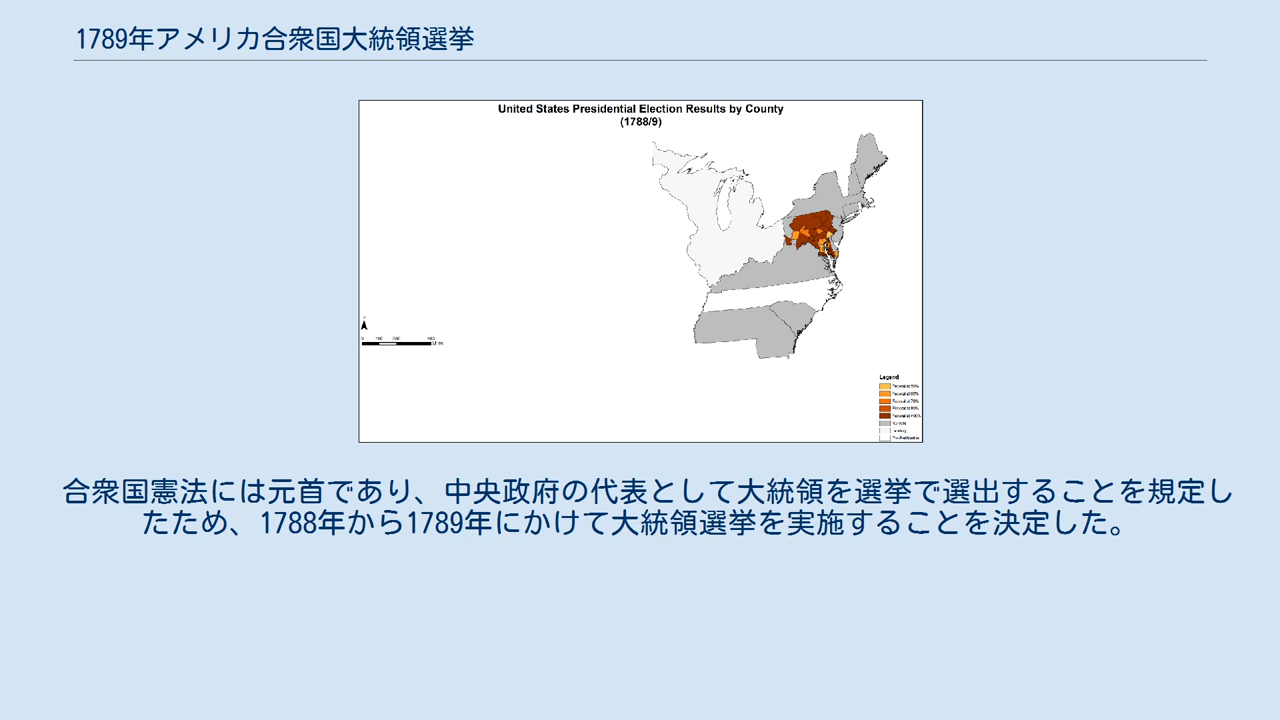 1789年アメリカ合衆国大統領選挙
United States Presidential Election Results by County
(1788/9)
Legend
合衆国憲法には元首であり、中央政府の代表として大統領を選挙で選出することを規定し
たため、1788年から1789年にかけて大統領選挙を実施することを決定した。